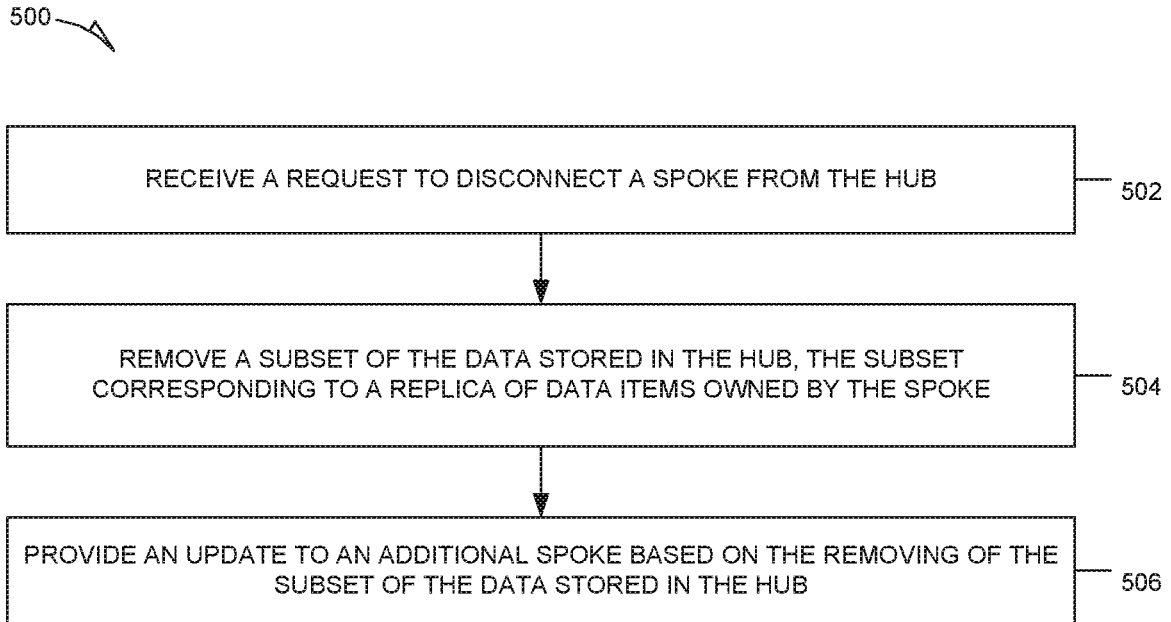 500
RECEIVE A REQUEST TO DISCONNECT A SPOKE FROM THE HUB
502
REMOVE A SUBSET OF THE DATA STORED IN THE HUB, THE SUBSET
CORRESPONDING TO A REPLICA OF DATA ITEMS OWNED BY THE SPOKE
504
PROVIDE AN UPDATE TO AN ADDITIONAL SPOKE BASED ON THE REMOVING OF THE
SUBSET OF THE DATA STORED IN THE HUB
506